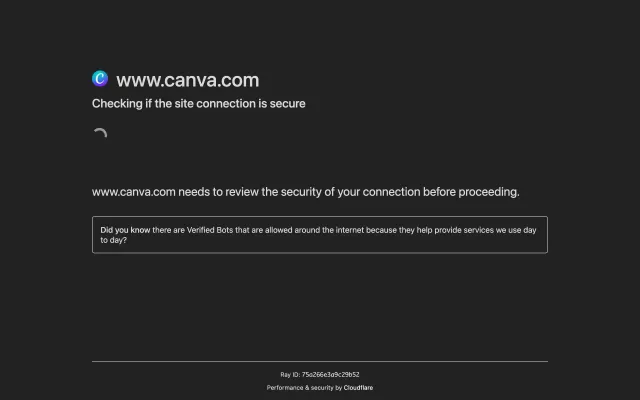 www.canva.com
Checking if the site connection is secure
www.canva.com needs to review the security of your connection before proceeding.
Did you know there are Verified Bots that are allowed around the internet because they help provide services we use day
to day?
Ray ID: 75a266e3a9c29b52
Performance & security by Cloudflare